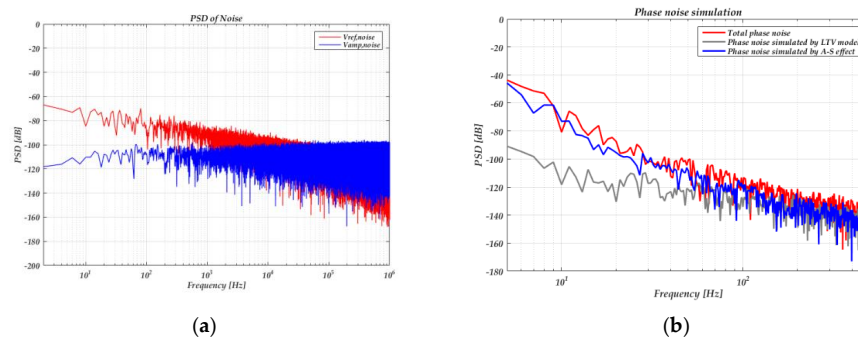 PSD of Noise
Vref,noise
Vamp,noise
PSD [dB]
0
-20
-40
-60
-80
-100
-120
-140
-160
-180
-200
10^1
10^2
10^3
10^4
10^5
10^6
Frequency [Hz]
(a)
Phase noise simulation
Total phase noise
Phase noise simulated by LTV model
Phase noise simulated by A-S effect
PSD [dB]
0
-20
-40
-60
-80
-100
-120
-140
-160
-180
10^1
10^2
Frequency [Hz]
(b)